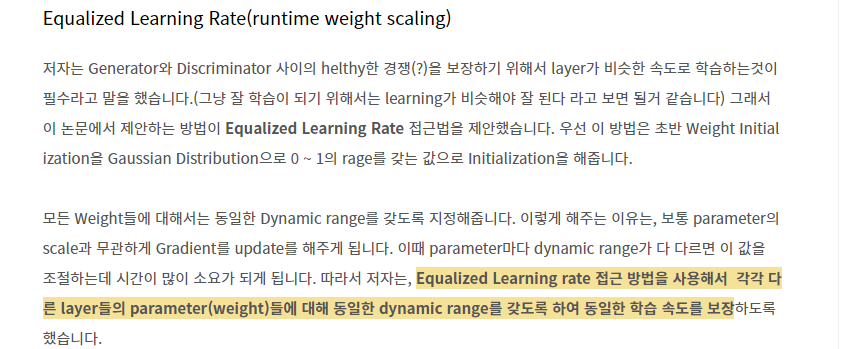 Equalized Learning Rate(runtime weight scaling)
저자는 Generator와 Discriminator 사이의 helthy한 경쟁(?)을 보장하기 위해서 layer가 비슷한 속도로 학습하는것이
필수라고 말을 했습니다.(그냥 잘 학습이 되기 위해서는 learning가 비슷해야 잘 된다 라고 보면 될거 같습니다) 그래서
이 논문에서 제안하는 방법이 Equalized Learning Rate 접근법을 제안했습니다. 우선 이 방법은 초반 Weight Initial
ization을 Gaussian Distribution으로 0 ~ 1의 rage를 갖는 값으로 Initialization을 해줍니다.
모든 Weight들에 대해서는 동일한 Dynamic range를 갖도록 지정해줍니다. 이렇게 해주는 이유는, 보통 parameter의
scale과 무관하게 Gradient를 update를 해주게 됩니다. 이때 parameter마다 dynamic range가 다 다르면 이 값을
조절하는데 시간이 많이 소요가 되게 됩니다. 따라서 저자는, Equalized Learning rate 접근 방법을 사용해서  각각 다
른 layer들의 parameter(weight)들에 대해 동일한 dynamic range를 갖도록 하여 동일한 학습 속도를 보장하도록
했습니다.